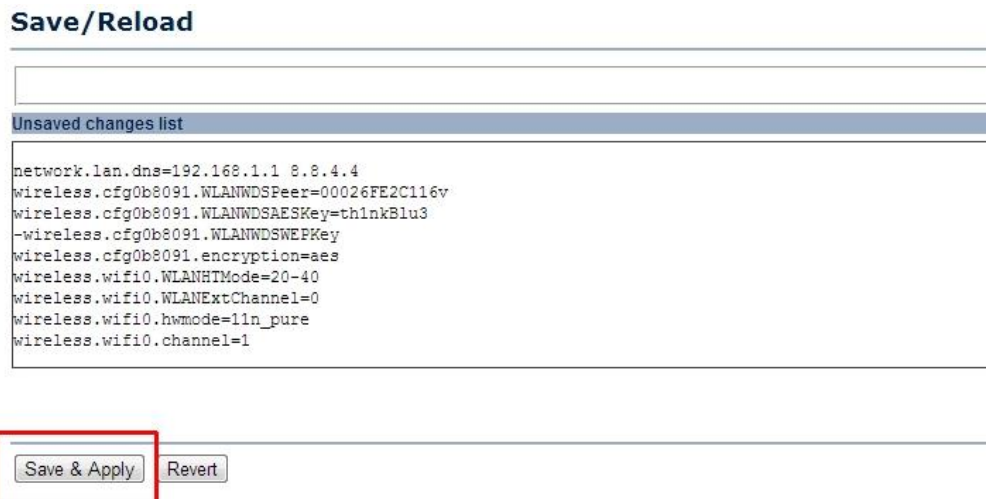 Save/Reload
Unsaved changes list
network.lan.dns=192.168.1.1 8.8.4.4
wireless.cfg0b8091.WLANWDSPeer=00026FE2C116v
wireless.cfg0b8091.WLANWDSAESKey=th1nkBlu3
-wireless.cfg0b8091.WLANWDSWEPKey
wireless.cfg0b8091.encryption=aes
wireless.wifi0.WLANHTMode=20-40
wireless.wifi0.WLANExtChannel=0
wireless.wifi0.hwmode=11n_pure
wireless.wifi0.channel=1
Save & Apply Revert